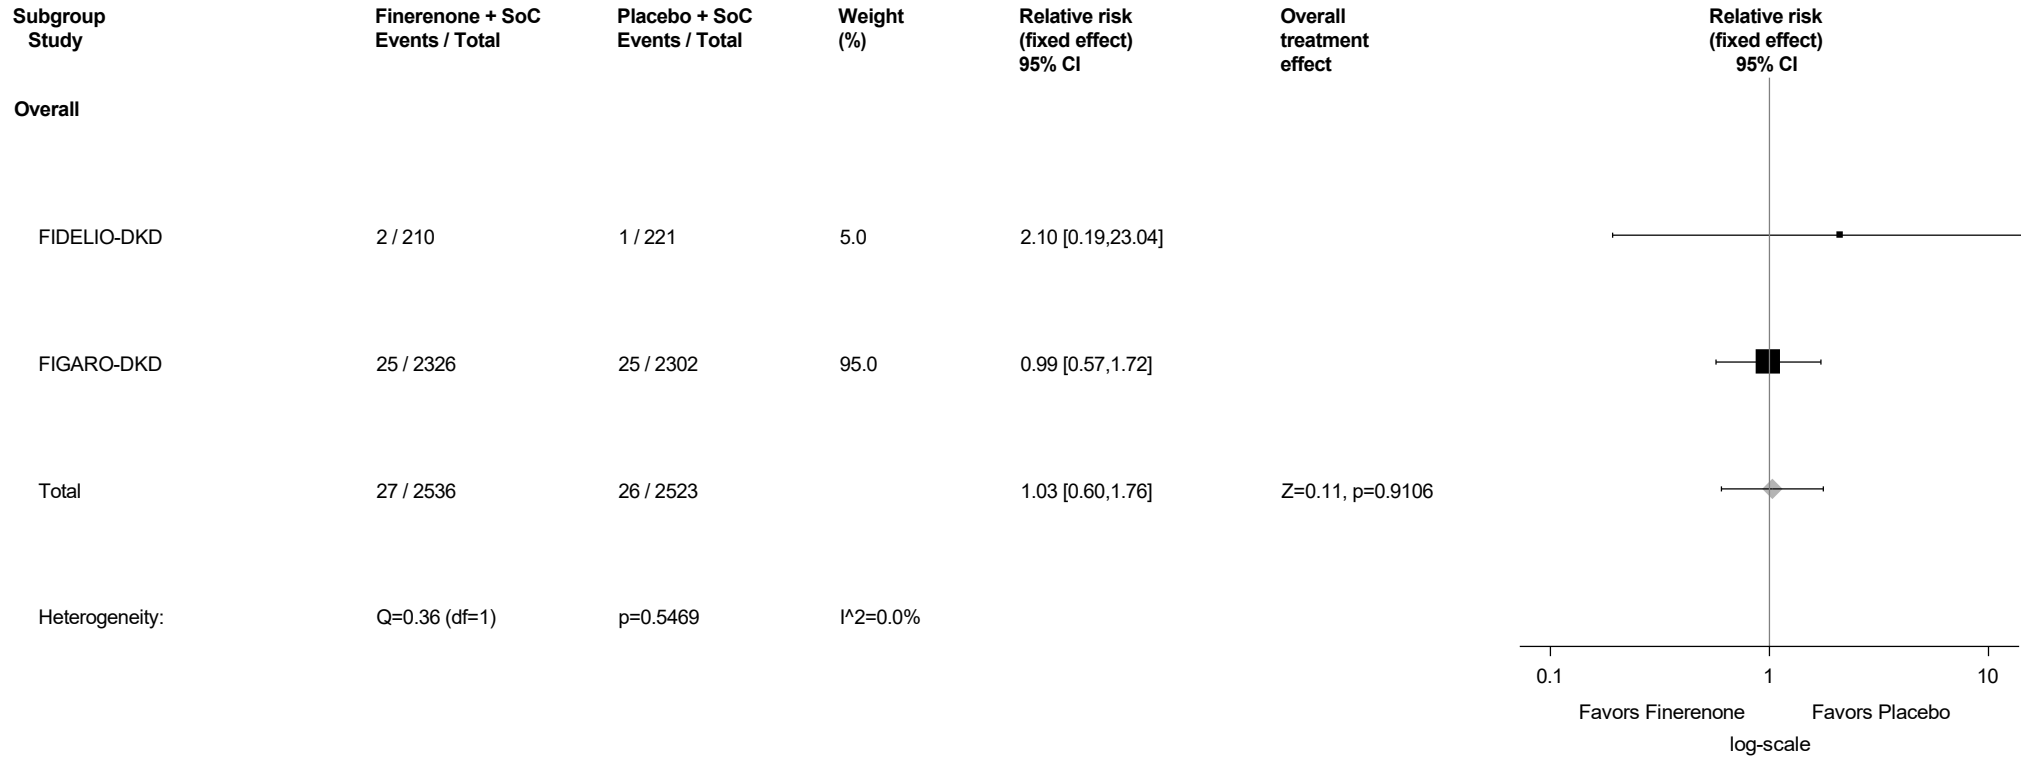 Subgroup Finerenone + SoC Placebo + SoC Weight Relative risk Overall Relative risk
Study Events / Total Events / Total (%) (fixed effect) treatment (fixed effect)
95% CI effect 95% CI
Overall
FIDELIO-DKD 2 / 210 1 / 221 5.0 2.10 [0.19,23.04]
FIGARO-DKD 25 / 2326 25 / 2302 95.0 0.99 [0.57,1.72]
Total 27 / 2536 26 / 2523 1.03 [0.60,1.76] Z=0.11, p=0.9106
Heterogeneity: Q=0.36 (df=1) p=0.5469 I^2=0.0%
0.1 1 10
Favors Finerenone Favors Placebo
log-scale